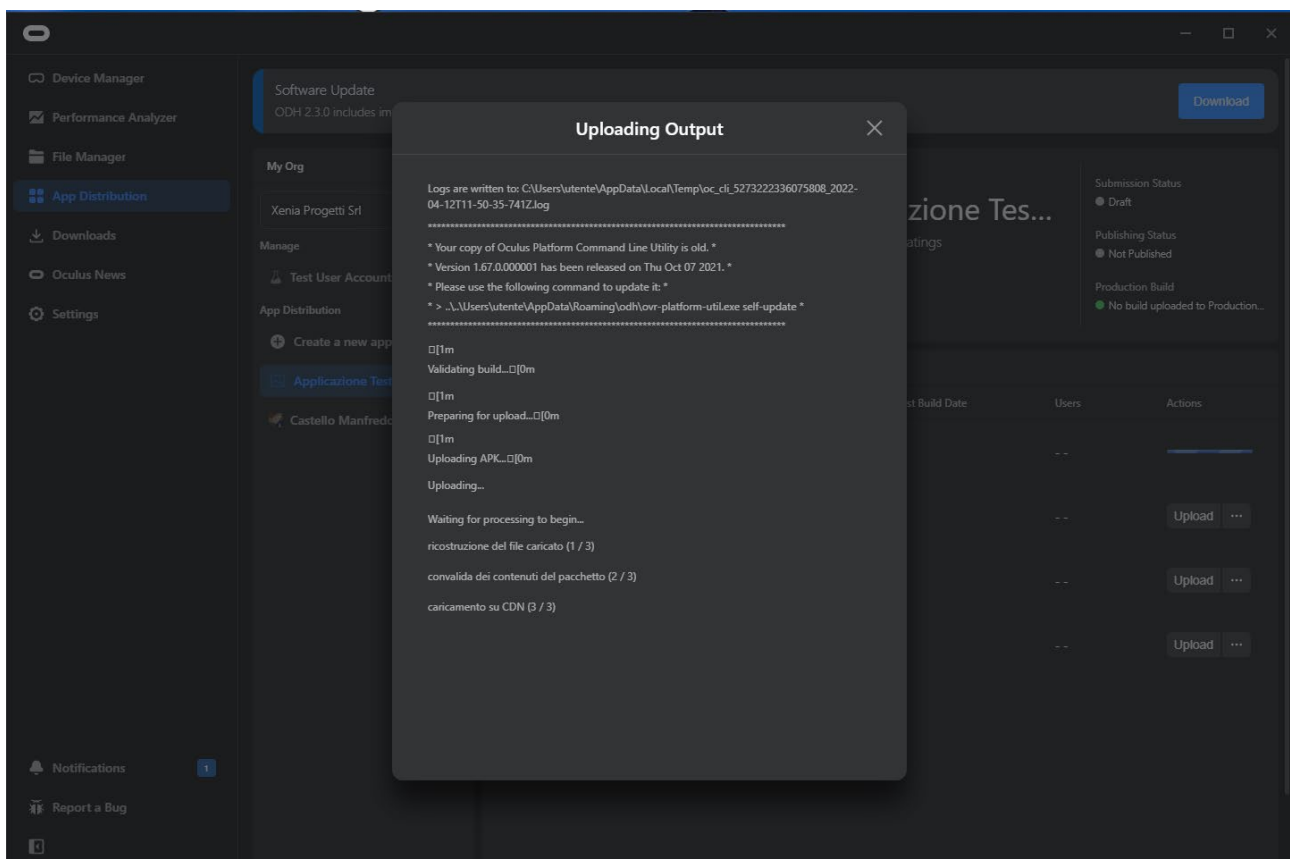 Device Manager
Performance Analyzer
File Manager
App Distribution
Downloads
Oculus News
Settings
Notifications
1
Report a Bug
Software Update
ODH 2.3.0 includes im
Download
My Org
Xenia Progetti Srl
Manage
Test User Account
App Distribution
Create a new app
Applicazione Test
Castello Manfredo
Uploading Output
Logs are written to: C:\Users\utente\AppData\Local\Temp\oc_cli_5273222336075808_2022-
04-12T11-50-35-741Z.log
********************************************************************************
* Your copy of Oculus Platform Command Line Utility is old. *
* Version 1.67.0.000001 has been released on Thu Oct 07 2021. *
* Please use the following command to update it: *
* > ..\..\Users\utente\AppData\Roaming\odh\ovr-platform-util.exe self-update *
********************************************************************************
□[1m
Validating build...□[0m
□[1m
Preparing for upload...□[0m
□[1m
Uploading APK...□[0m
Uploading...
Waiting for processing to begin...
ricostruzione del file caricato (1 / 3)
convalida dei contenuti del pacchetto (2 / 3)
caricamento su CDN (3 / 3)
zione Tes...
atings
Submission Status
Draft
Publishing Status
Not Published
Production Build
No build uploaded to Production...
st Build Date
Users
Actions
--
--
Upload ...
--
Upload ...
--
Upload ...